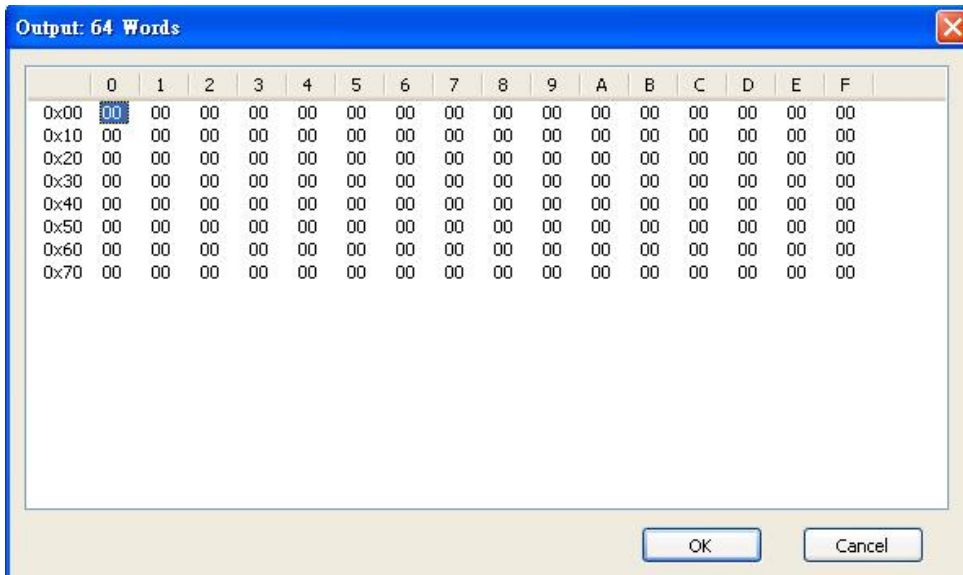 Output: 64 Words
0 1 2 3 4 5 6 7 8 9 A B C D E F
0x00 00 00 00 00 00 00 00 00 00 00 00 00 00 00 00 00
0x10 00 00 00 00 00 00 00 00 00 00 00 00 00 00 00 00
0x20 00 00 00 00 00 00 00 00 00 00 00 00 00 00 00 00
0x30 00 00 00 00 00 00 00 00 00 00 00 00 00 00 00 00
0x40 00 00 00 00 00 00 00 00 00 00 00 00 00 00 00 00
0x50 00 00 00 00 00 00 00 00 00 00 00 00 00 00 00 00
0x60 00 00 00 00 00 00 00 00 00 00 00 00 00 00 00 00
0x70 00 00 00 00 00 00 00 00 00 00 00 00 00 00 00 00
OK Cancel